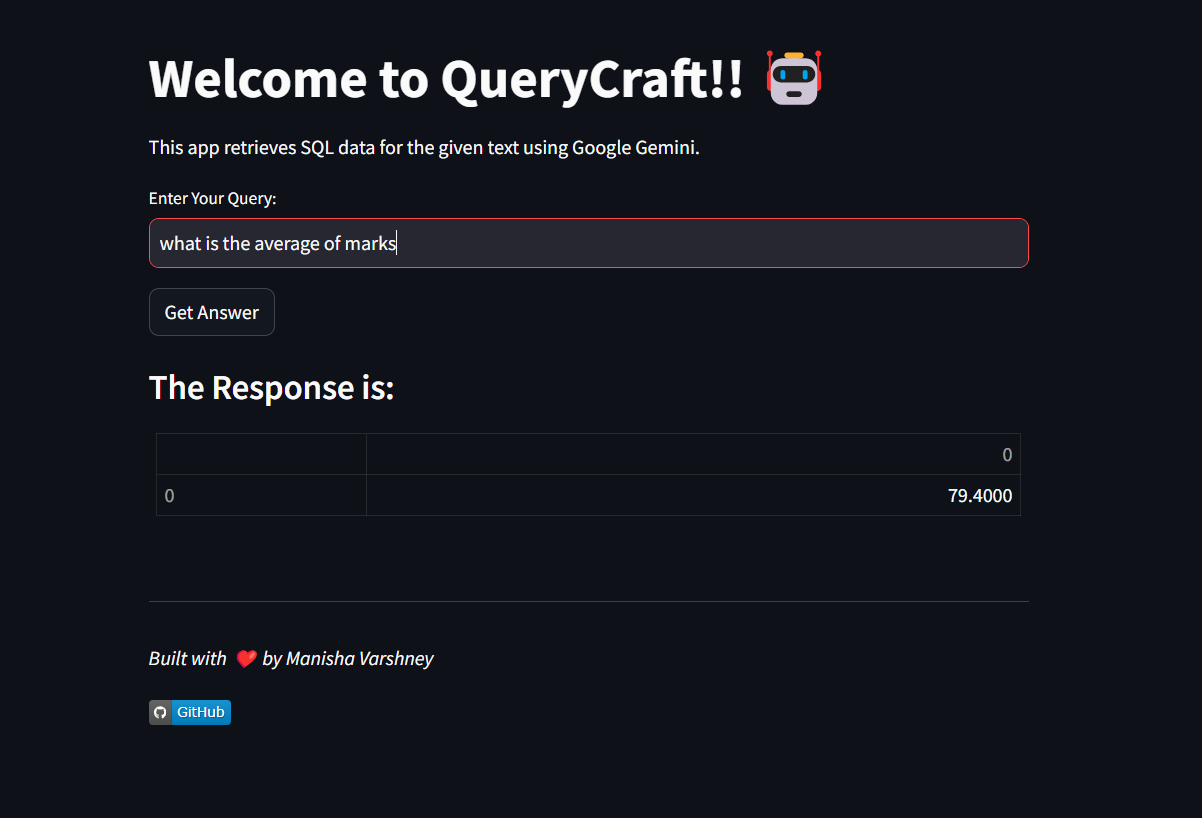 Welcome to QueryCraft!!
This app retrieves SQL data for the given text using Google Gemini.
Enter Your Query:
what is the average of marks
Get Answer
The Response is:
0
0 79.4000
Built with ❤️ by Manisha Varshney
GitHub